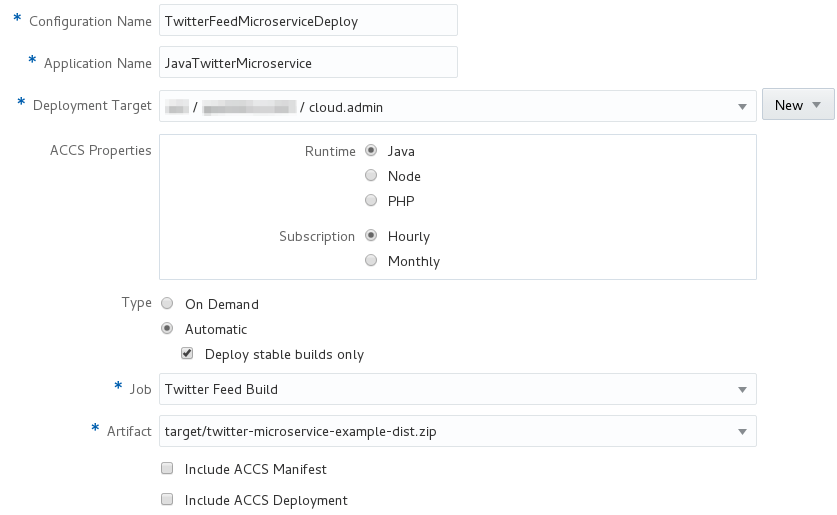 * Configuration Name TwitterFeedMicroserviceDeploy
* Application Name JavaTwitterMicroservice
* Deployment Target / / cloud.admin New
ACCS Properties Runtime Java
Node
PHP
Subscription Hourly
Monthly
Type On Demand
Automatic
Deploy stable builds only
* Job Twitter Feed Build
* Artifact target/twitter-microservice-example-dist.zip
Include ACCS Manifest
Include ACCS Deployment